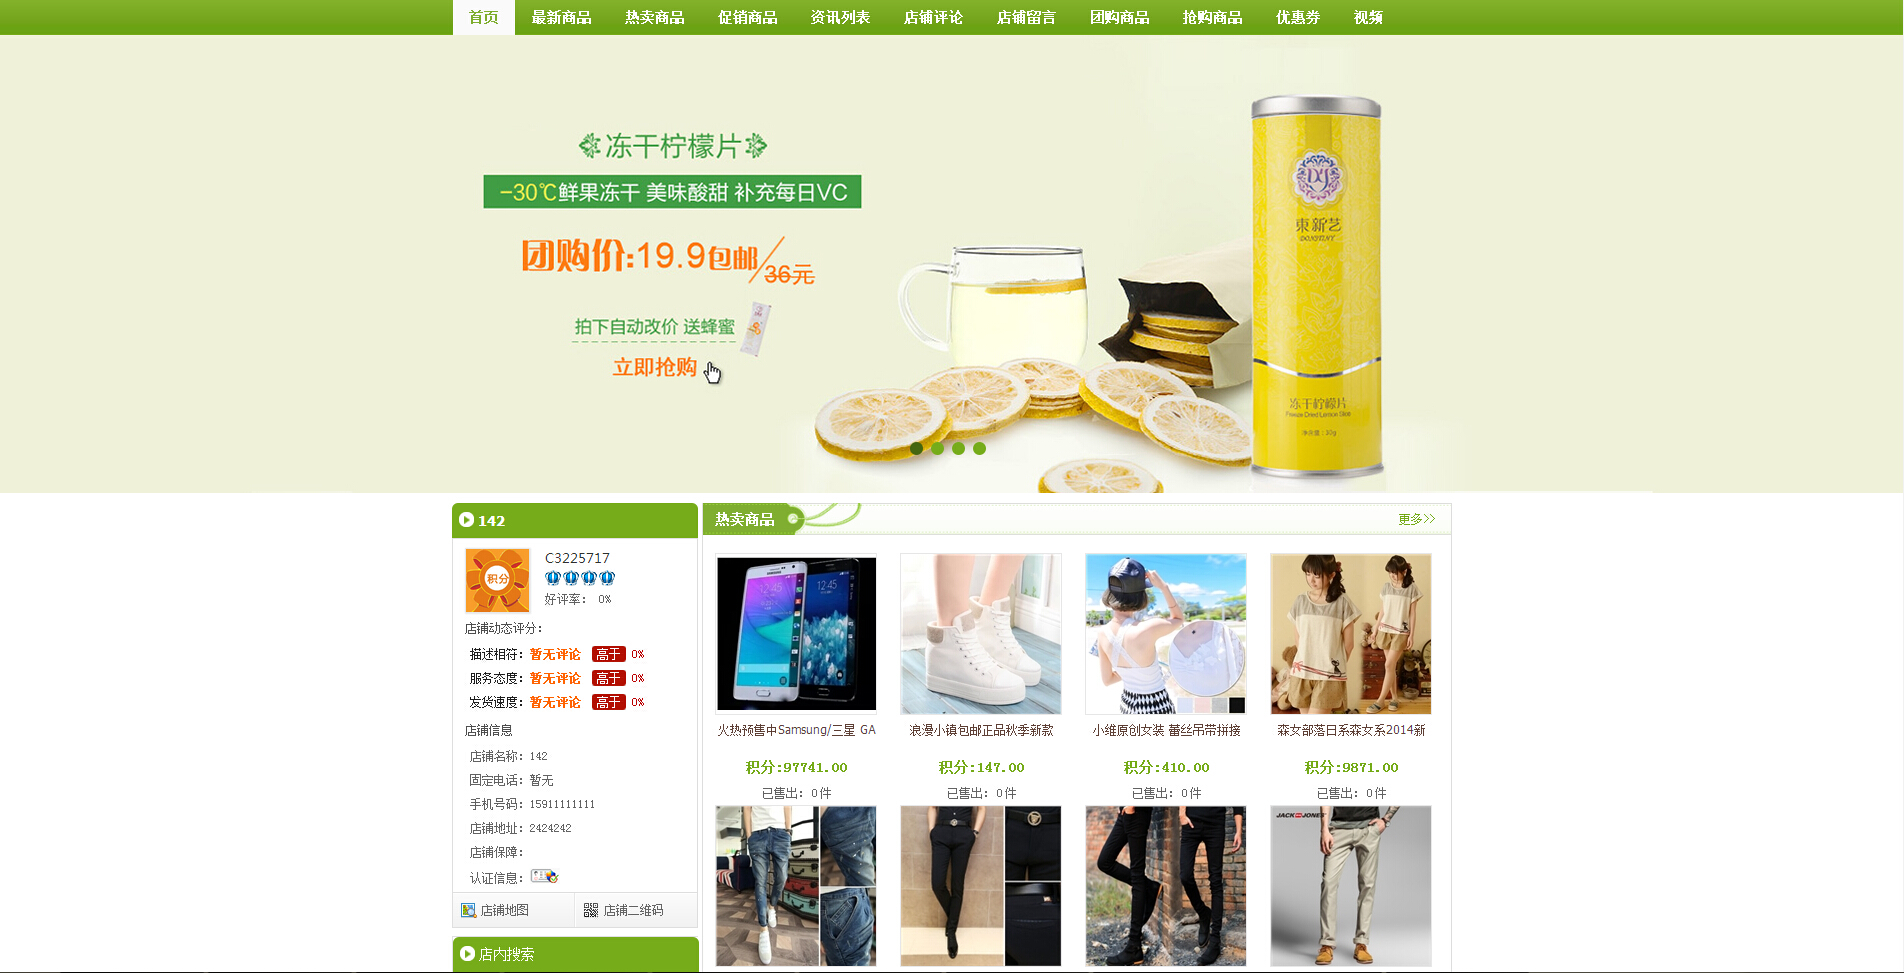 首页 最新商品 热卖商品 促销商品 资讯列表 店铺评论 店铺留言 团购商品 抢购商品 优惠券 视频
冻干柠檬片
-30℃鲜果冻干 美味酸甜 补充每日VC
团购价:19.9包邮/36元
拍下自动改价 送蜂蜜
立即抢购
東新艺
冻干柠檬片
Freeze Dried Lemon Slice
142
C3225717
积分
好评率： 0%
店铺动态评分：
描述相符：暂无评论 高于 0%
服务态度：暂无评论 高于 0%
发货速度：暂无评论 高于 0%
店铺信息
店铺名称：142
固定电话：暂无
手机号码：15911111111
店铺地址：2424242
店铺保障：
认证信息：
店铺地图 店铺二维码
店内搜索
热卖商品 更多>>
火热预售中Samsung/三星 GA
积分:97741.00
已售出：0件
浪漫小镇包邮正品秋季新款
积分:147.00
已售出：0件
小维原创女装 蕾丝吊带拼接
积分:410.00
已售出：0件
森女部落日系森女系2014新
积分:9871.00
已售出：0件
JACK JONES